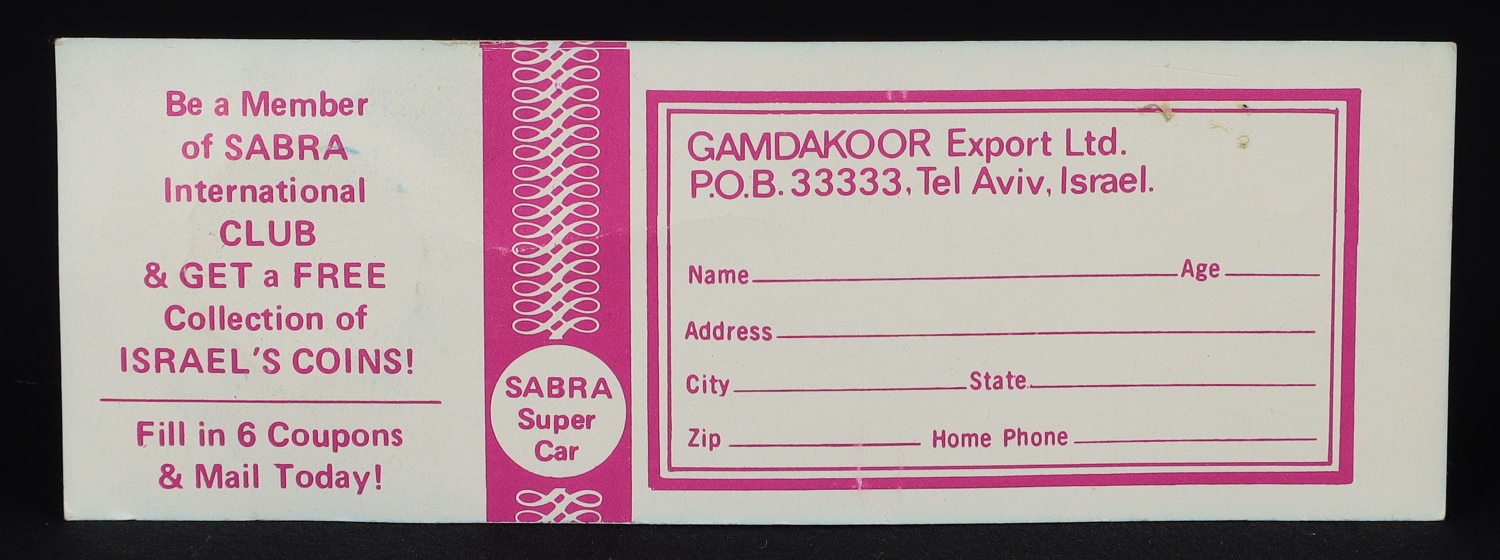 Be a Member
of SABRA
International
CLUB
& GET a FREE
Collection of
ISRAEL'S COINS!
Fill in 6 Coupons
& Mail Today!
SABRA
Super
Car
GAMDAKOOR Export Ltd.
P.O.B. 33333, Tel Aviv, Israel.
Name Age
Address
City State
Zip Home Phone